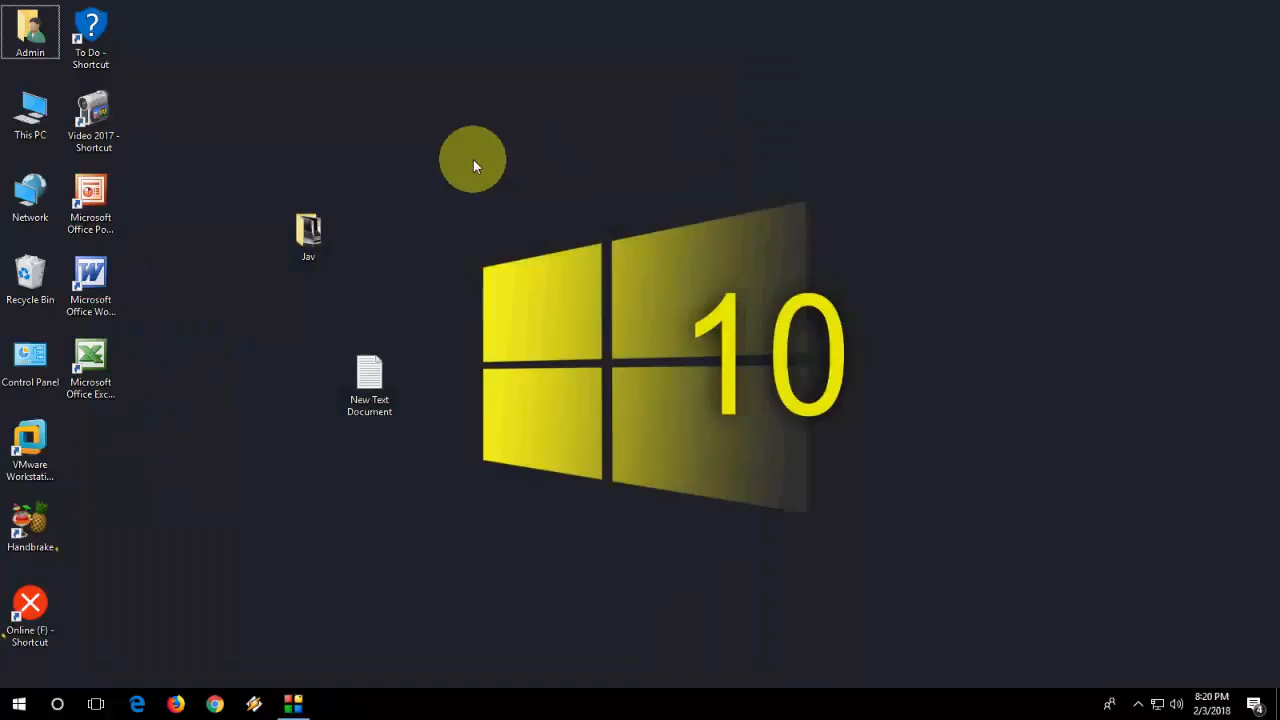 Admin
To Do -
Shortcut
This PC
Video 2017 -
Shortcut
Network
Microsoft
Office Po...
Jav
Recycle Bin
Microsoft
Office Wo...
10
Control Panel
Microsoft
Office Exc...
New Text
Document
VMware
Workstati...
Handbrake
Online (F) -
Shortcut
8:20 PM
2/3/2018
4